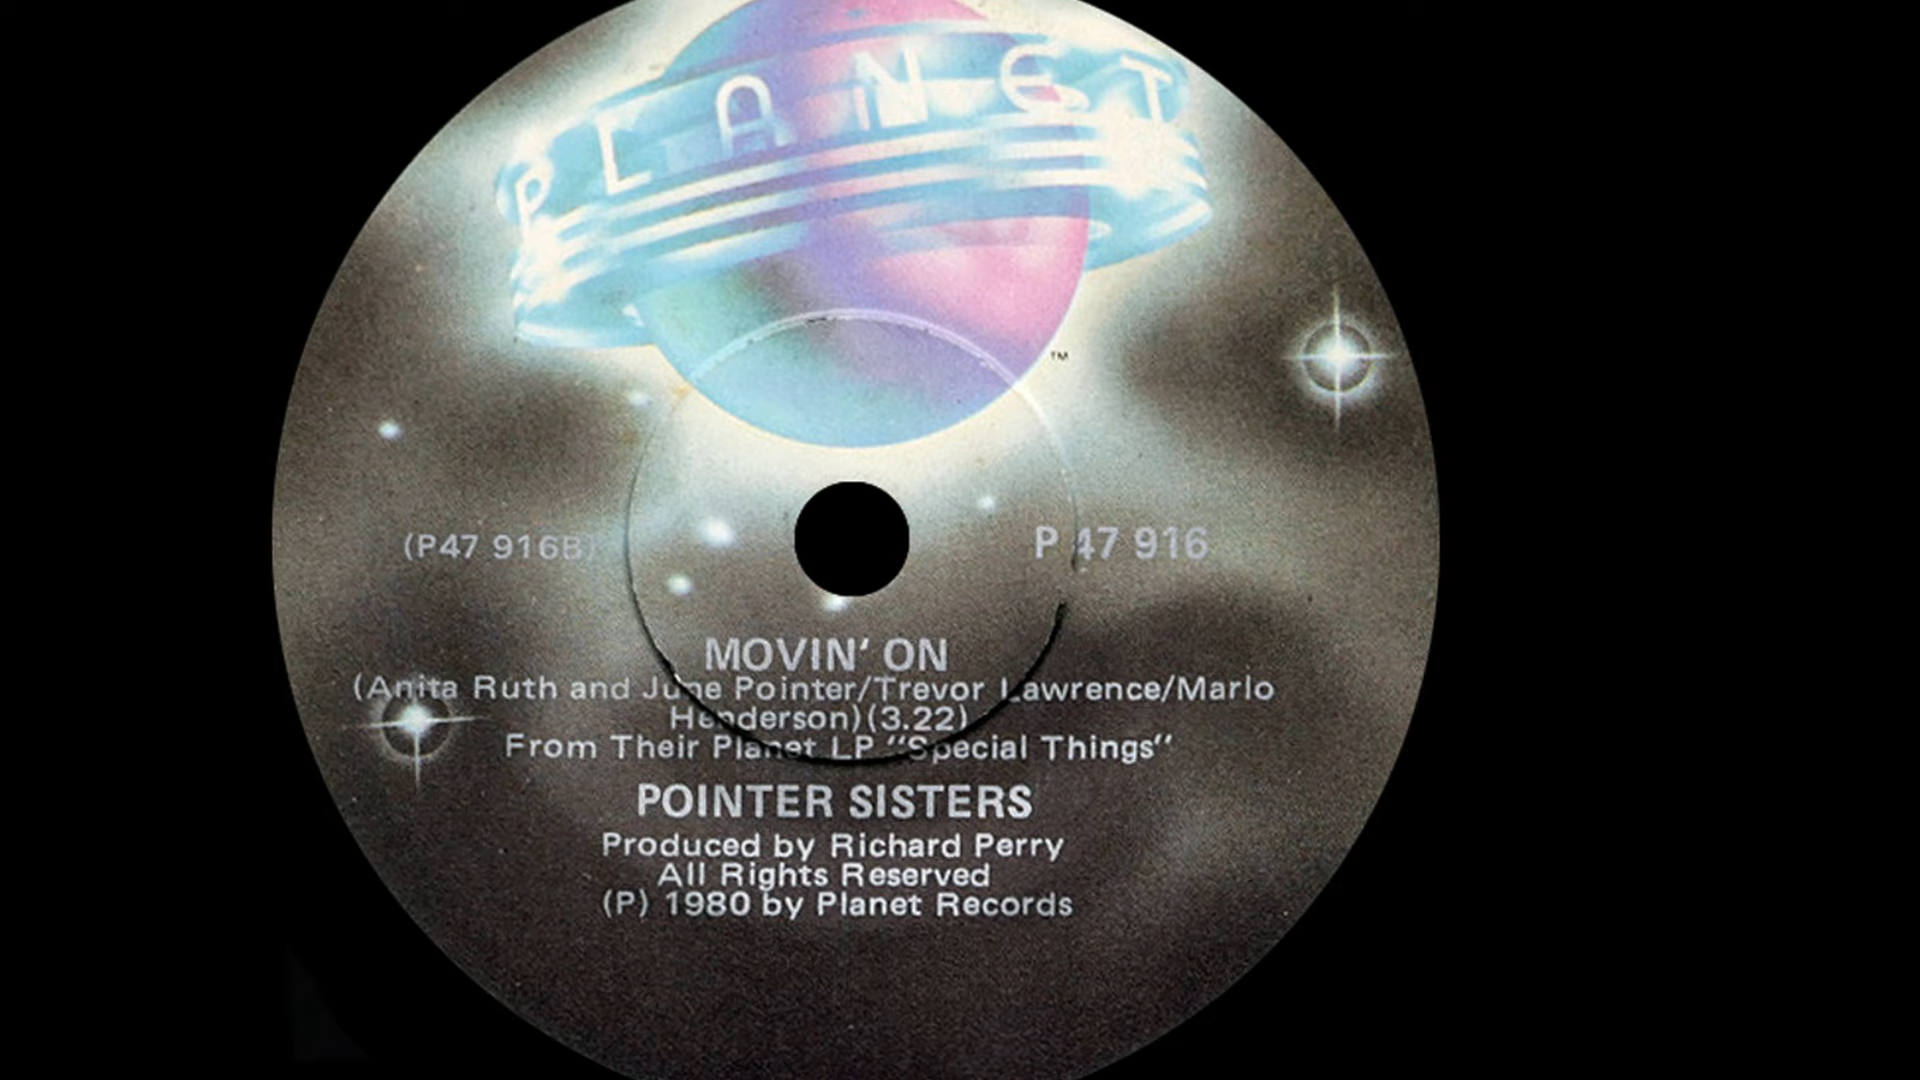 PLANET
TM
(P47 916B)
P 47 916
MOVIN' ON
(Anita Ruth and June Pointer/Trevor Lawrence/Marlo
Henderson)(3.22)
From Their Planet LP "Special Things"
POINTER SISTERS
Produced by Richard Perry
All Rights Reserved
(P) 1980 by Planet Records